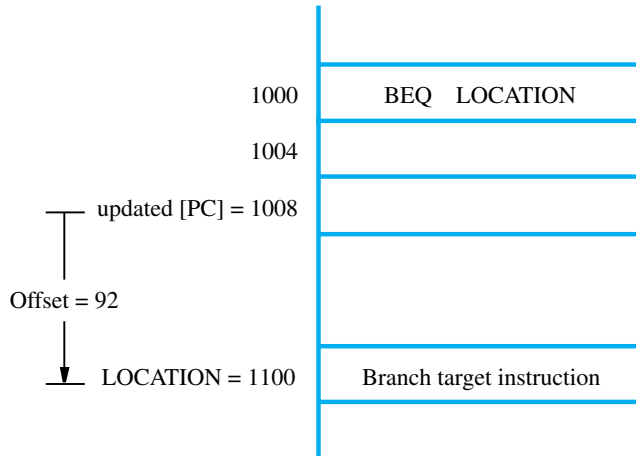 1000 BEQ LOCATION
1004
updated [PC] = 1008
Offset = 92
LOCATION = 1100 Branch target instruction